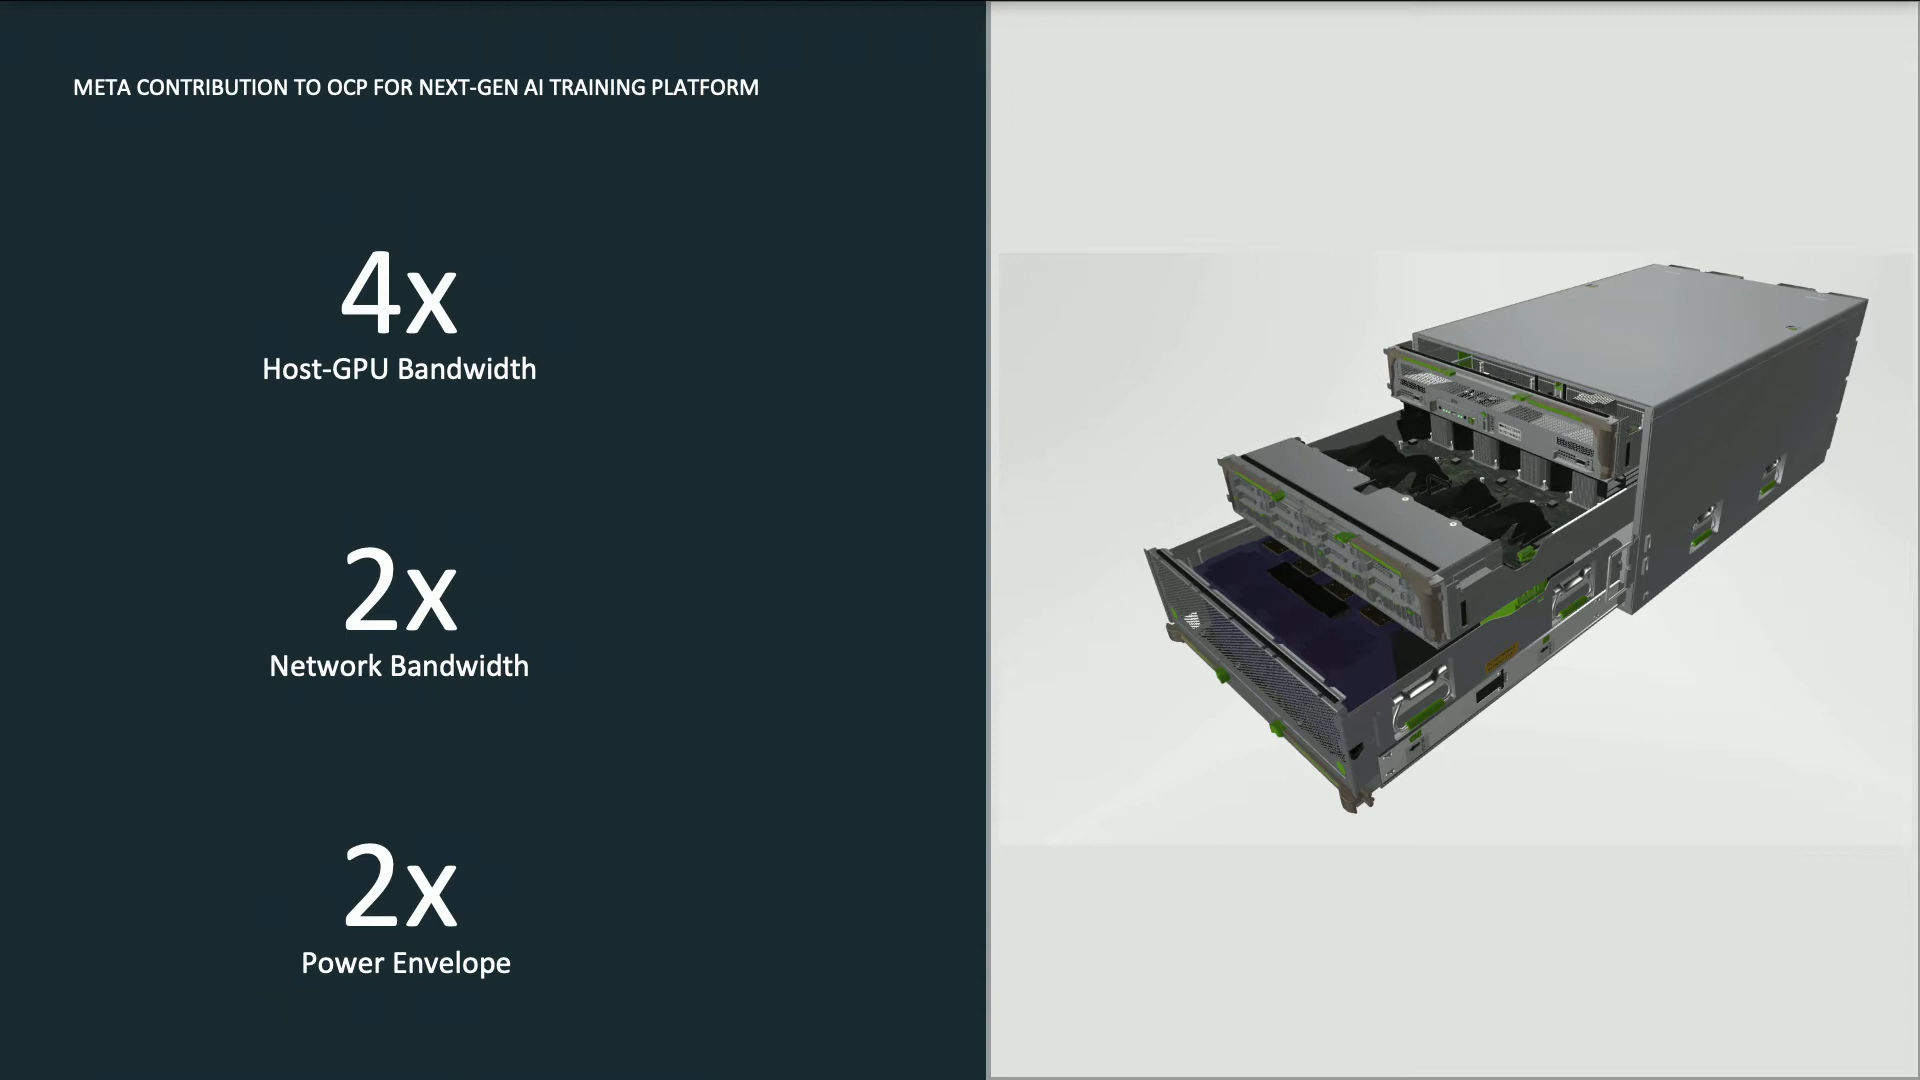 META CONTRIBUTION TO OCP FOR NEXT-GEN AI TRAINING PLATFORM
4x
Host-GPU Bandwidth
2x
Network Bandwidth
2x
Power Envelope